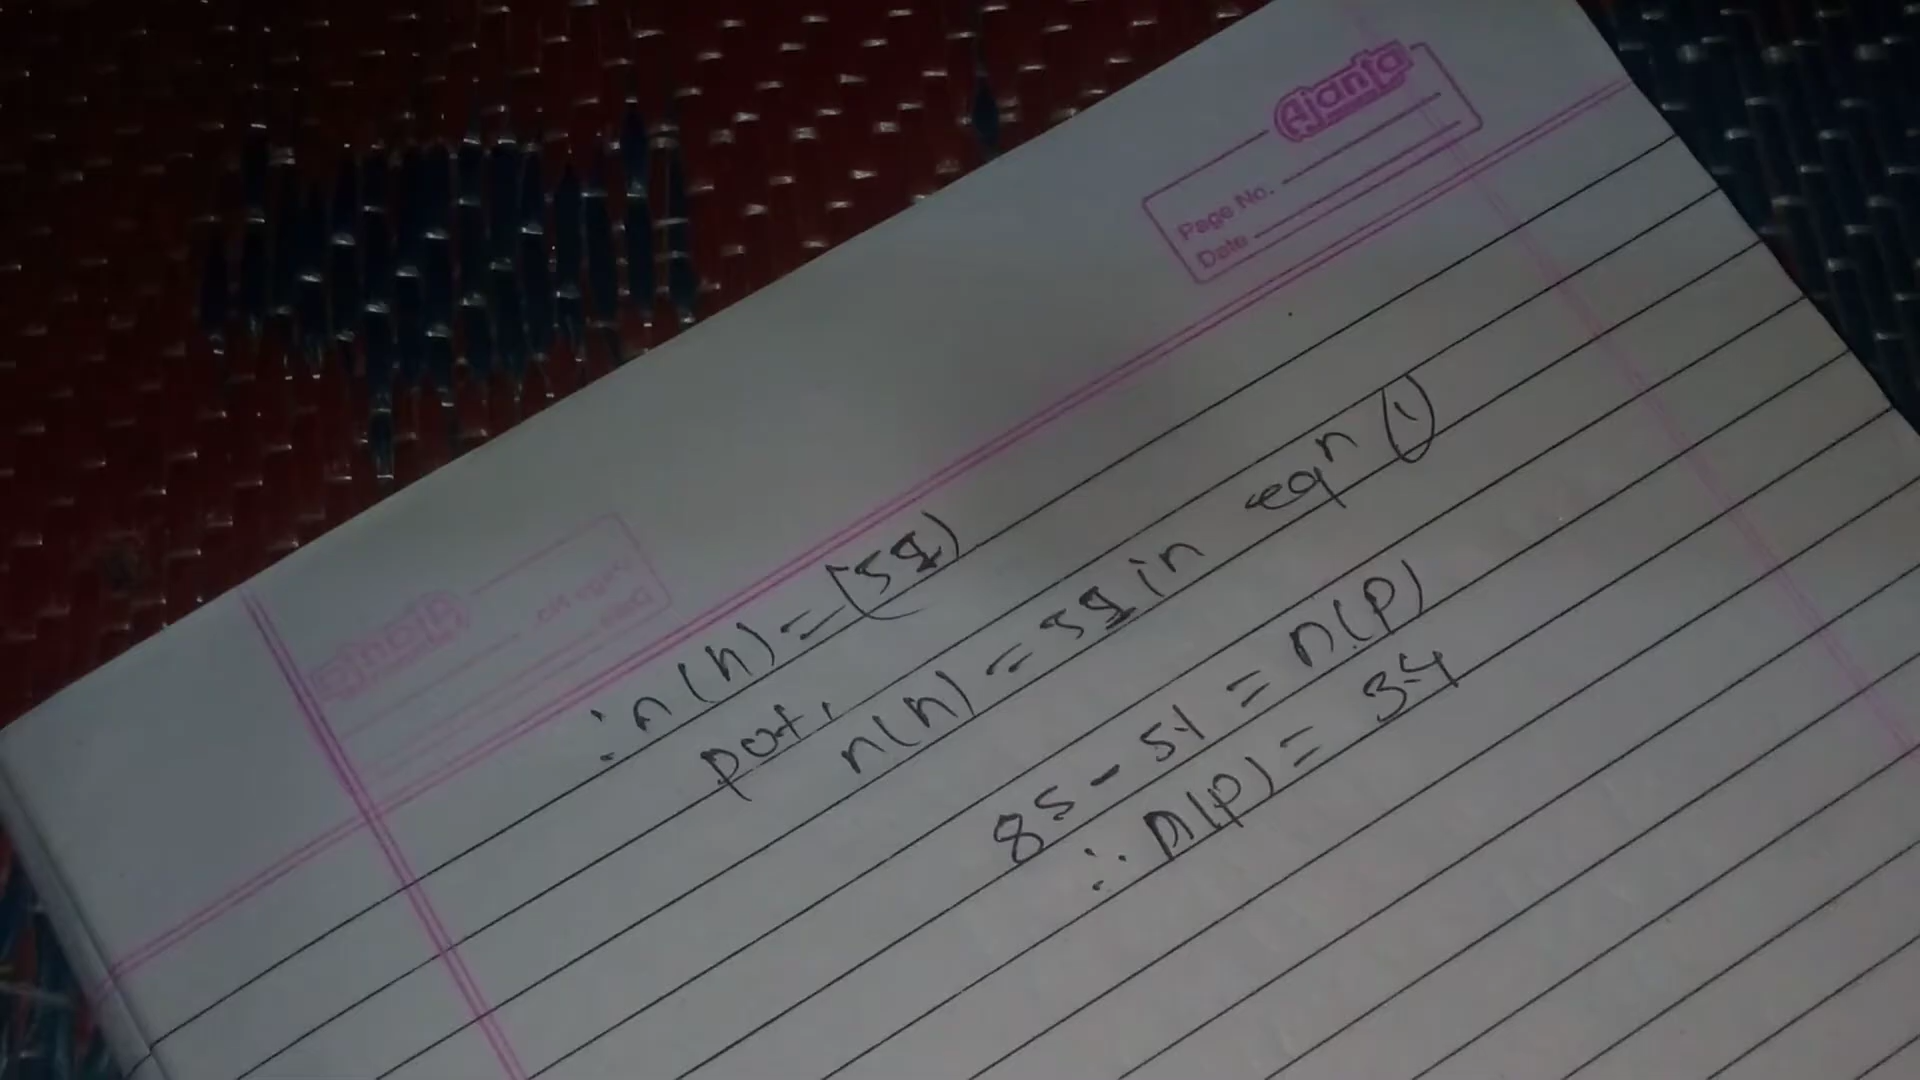 Ajanta
Page No.
Date
∴ n(h) = (51)
put,
n(h) = 51 in eqⁿ (1)
85 - 51 = n(P)
∴ n(P) = 34